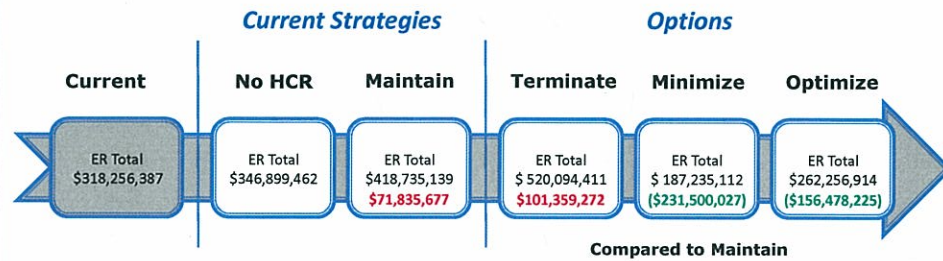 Current Strategies
Options
Current
No HCR
Maintain
Terminate
Minimize
Optimize
ER Total
$318,256,387
ER Total
$346,899,462
ER Total
$418,735,139
$71,835,677
ER Total
$ 520,094,411
$101,359,272
ER Total
$ 187,235,112
($231,500,027)
ER Total
$262,256,914
($156,478,225)
Compared to Maintain